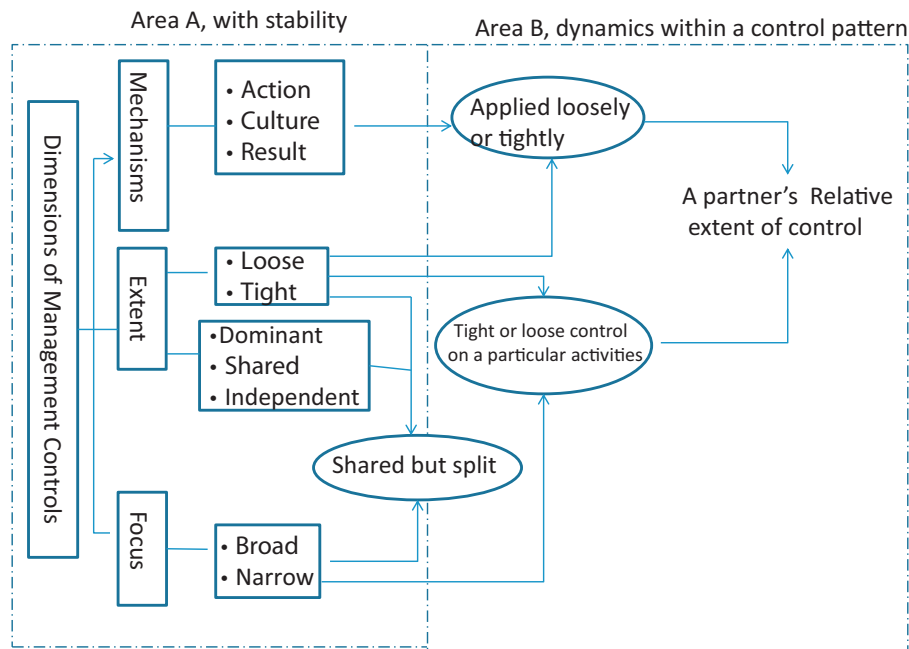 Area A, with stability
Area B, dynamics within a control pattern
Dimensions of Management Controls
Mechanisms
• Action
• Culture
• Result
Applied loosely
or tightly
A partner’s Relative
extent of control
Extent
• Loose
• Tight
•Dominant
• Shared
• Independent
Tight or loose control
on a particular activities
Shared but split
Focus
• Broad
• Narrow